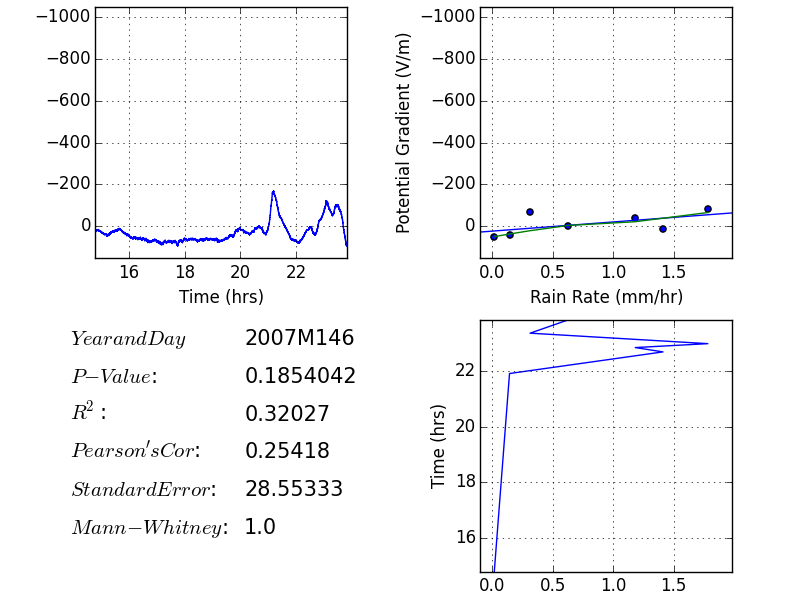 −1000
−800
−600
−400
−200
0
16 18 20 22
Time (hrs)
Potential Gradient (V/m)
−1000
−800
−600
−400
−200
0
0.0 0.5 1.0 1.5
Rain Rate (mm/hr)
YearandDay 2007M146
P−Value: 0.1854042
R²: 0.32027
Pearson'sCor: 0.25418
StandardError: 28.55333
Mann−Whitney: 1.0
Time (hrs)
22
20
18
16
0.0 0.5 1.0 1.5